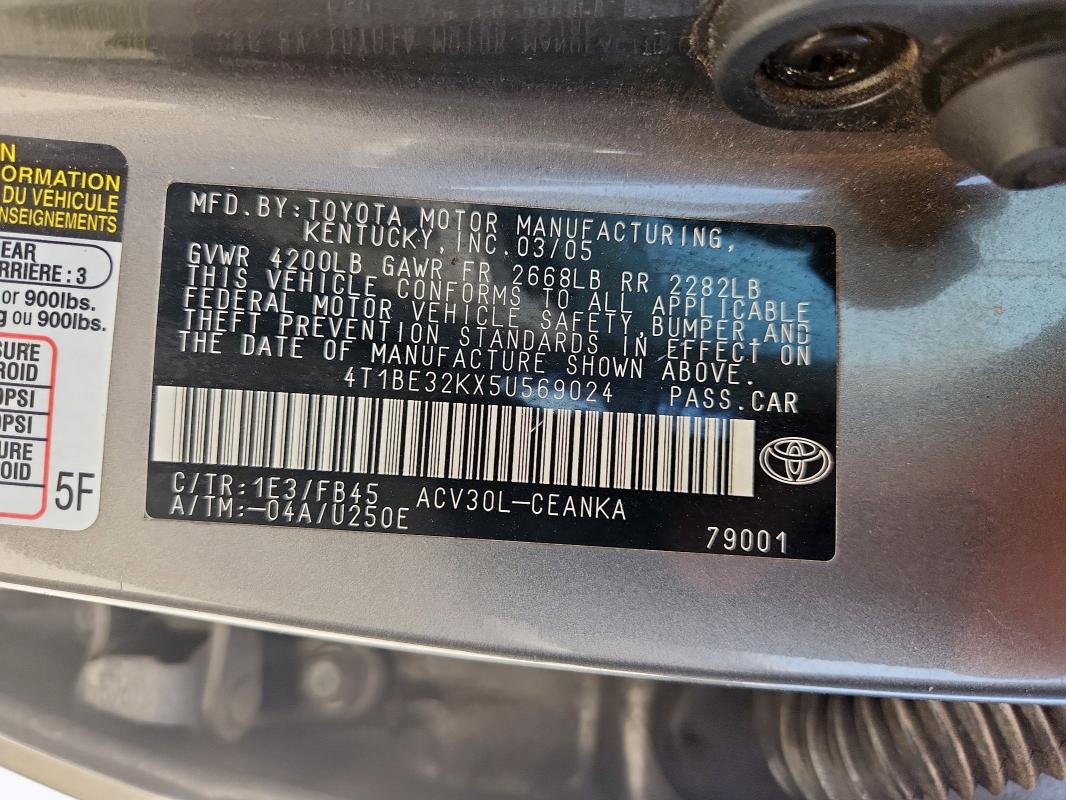 N
ORMATION
DU VÉHICULE
NSEIGNEMENTS
EAR
RRIERE : 3
or 900lbs.
g ou 900lbs.
SURE
ROID
0PSI
0PSI
URE
ROID
5F
MFD. BY: TOYOTA MOTOR MANUFACTURING,
KENTUCKY, INC. 03/05
GVWR 4200LB GAWR FR 2668LB RR 2282LB
THIS VEHICLE CONFORMS TO ALL APPLICABLE
FEDERAL MOTOR VEHICLE SAFETY, BUMPER, AND
THEFT PREVENTION STANDARDS IN EFFECT ON
THE DATE OF MANUFACTURE SHOWN ABOVE.
4T1BE32KX5U569024 PASS. CAR
C/TR: 1E3/FB45 ACV30L-CEANKA
A/TM: -04A/U250E
79001